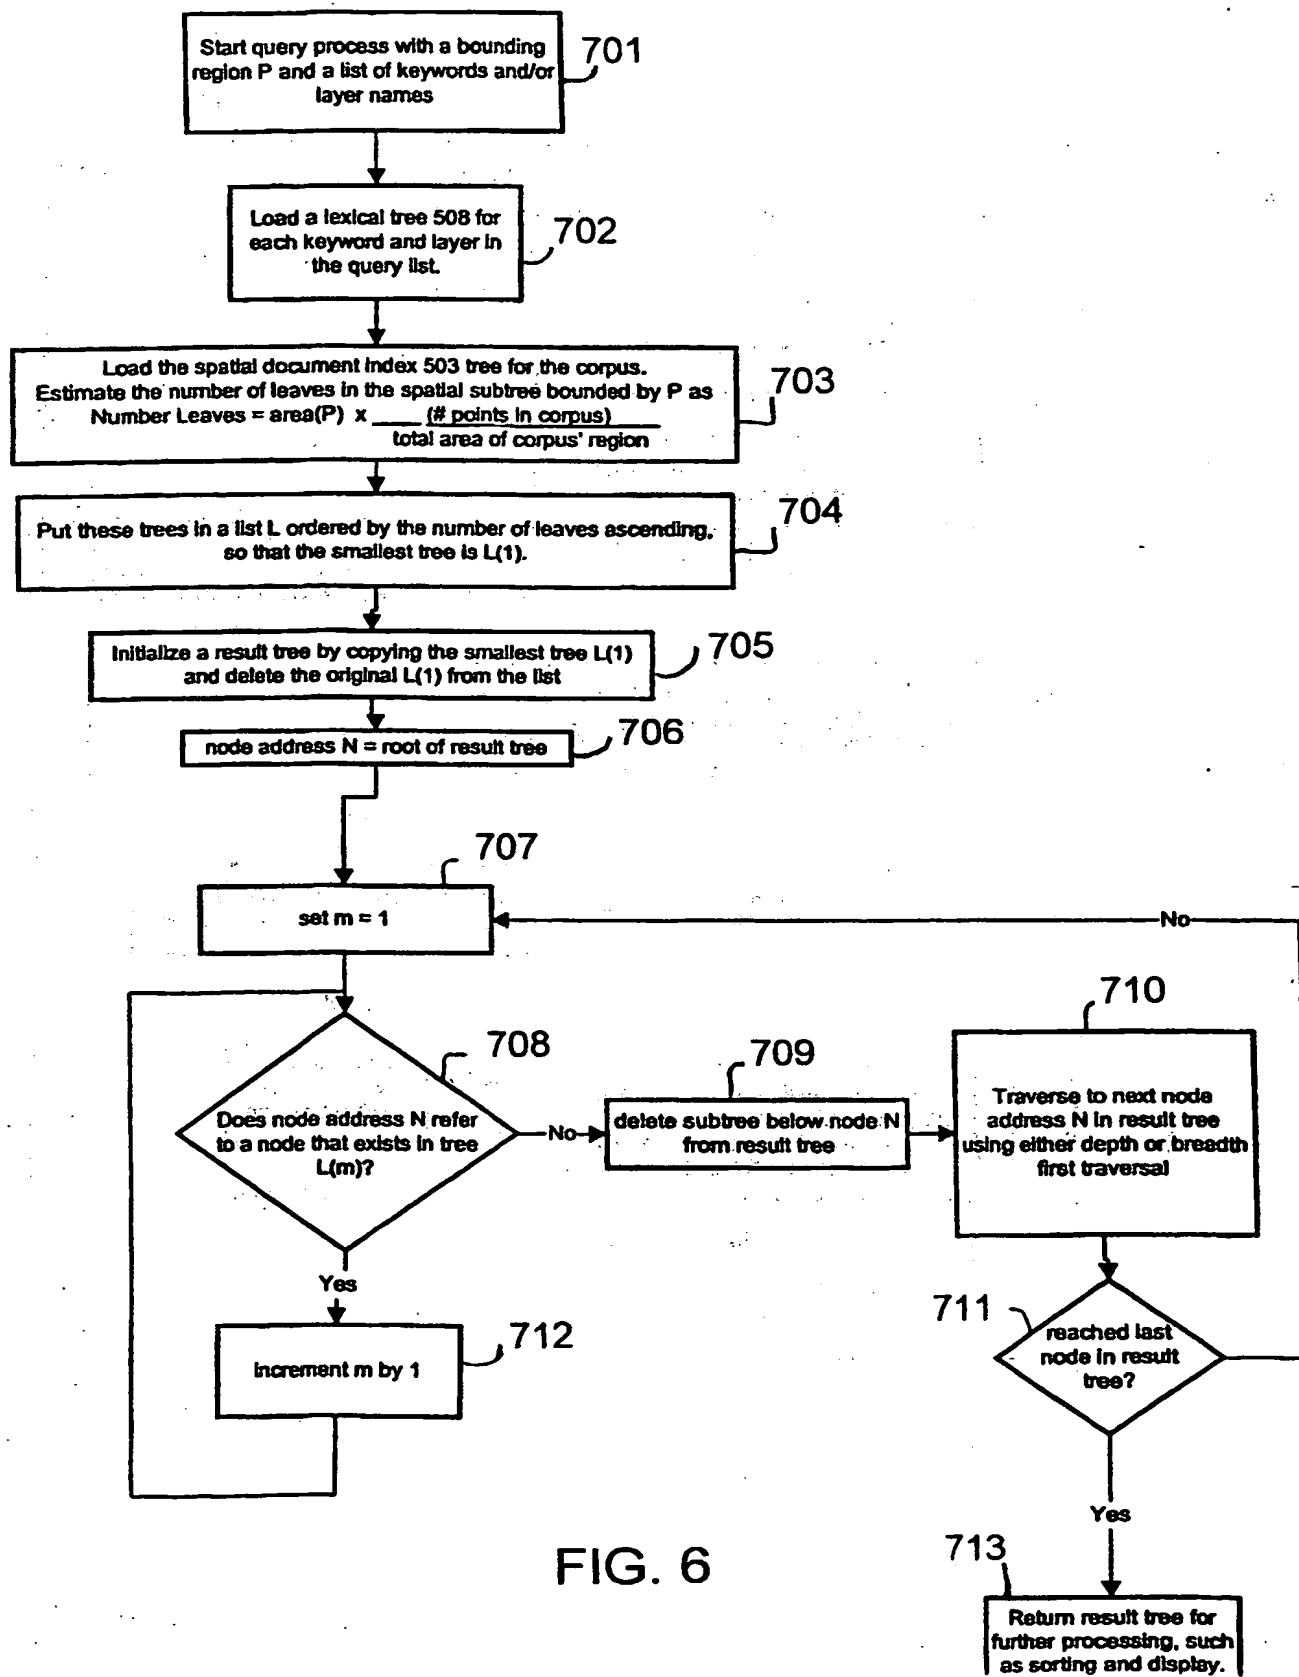 Start query process with a bounding
region P and a list of keywords and/or
layer names
701
Load a lexical tree 508 for
each keyword and layer in
the query list.
702
Load the spatial document index 503 tree for the corpus.
Estimate the number of leaves in the spatial subtree bounded by P as
Number Leaves = area(P) x ____(# points in corpus)____
total area of corpus' region
703
Put these trees in a list L ordered by the number of leaves ascending,
so that the smallest tree is L(1).
704
Initialize a result tree by copying the smallest tree L(1)
and delete the original L(1) from the list
705
node address N = root of result tree
706
707
set m = 1
No
708
Does node address N refer
to a node that exists in tree
L(m)?
No
709
delete subtree below node N
from result tree
710
Traverse to next node
address N in result tree
using either depth or breadth
first traversal
Yes
712
Increment m by 1
711
reached last
node in result
tree?
Yes
713
Return result tree for
further processing, such
as sorting and display.
FIG. 6